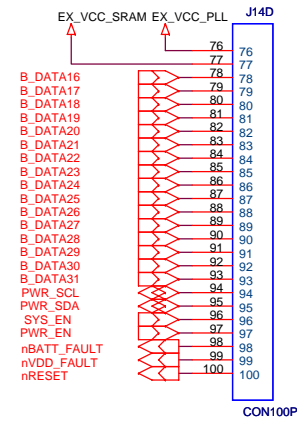 J14D
EX_VCC_SRAM EX_VCC_PLL
76 76
77 77
B_DATA16 78 78
B_DATA17 79 79
B_DATA18 80 80
B_DATA19 81 81
B_DATA20 82 82
B_DATA21 83 83
B_DATA22 84 84
B_DATA23 85 85
B_DATA24 86 86
B_DATA25 87 87
B_DATA26 88 88
B_DATA27 89 89
B_DATA28 90 90
B_DATA29 91 91
B_DATA30 92 92
B_DATA31 93 93
PWR_SCL 94 94
PWR_SDA 95 95
SYS_EN 96 96
PWR_EN 97 97
nBATT_FAULT 98 98
nVDD_FAULT 99 99
nRESET 100 100
CON100P